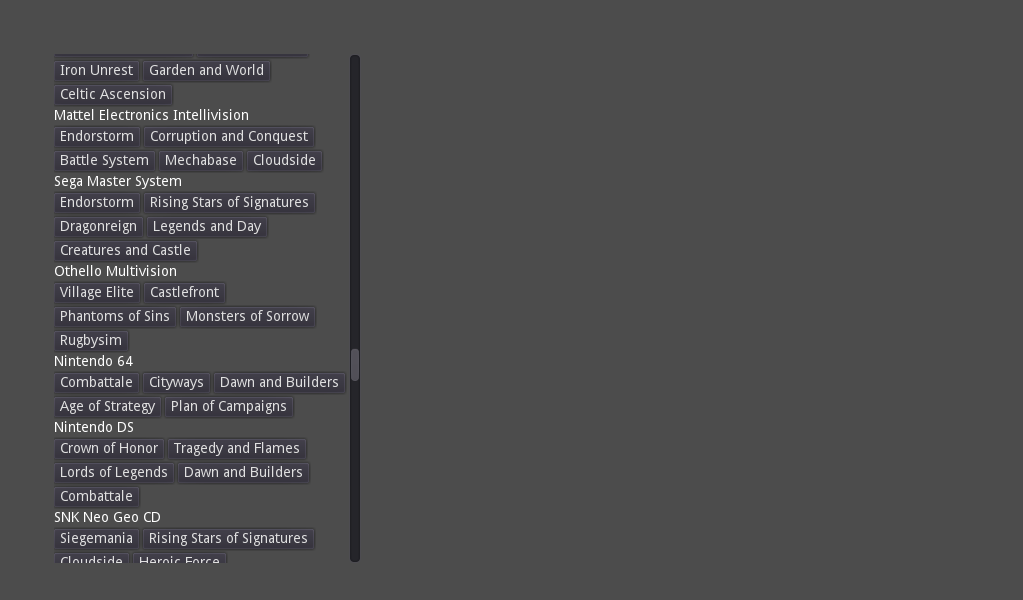 Iron Unrest Garden and World
Celtic Ascension
Mattel Electronics Intellivision
Endorstorm Corruption and Conquest
Battle System Mechabase Cloudside
Sega Master System
Endorstorm Rising Stars of Signatures
Dragonreign Legends and Day
Creatures and Castle
Othello Multivision
Village Elite Castlefront
Phantoms of Sins Monsters of Sorrow
Rugbysim
Nintendo 64
Combattale Cityways Dawn and Builders
Age of Strategy Plan of Campaigns
Nintendo DS
Crown of Honor Tragedy and Flames
Lords of Legends Dawn and Builders
Combattale
SNK Neo Geo CD
Siegemania Rising Stars of Signatures
Cloudside Heroic Force